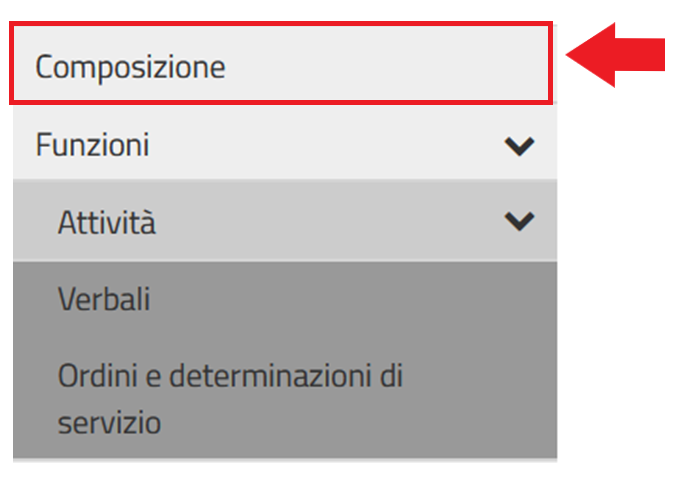 Composizione
Funzioni
Attività
Verbali
Ordini e determinazioni di
servizio